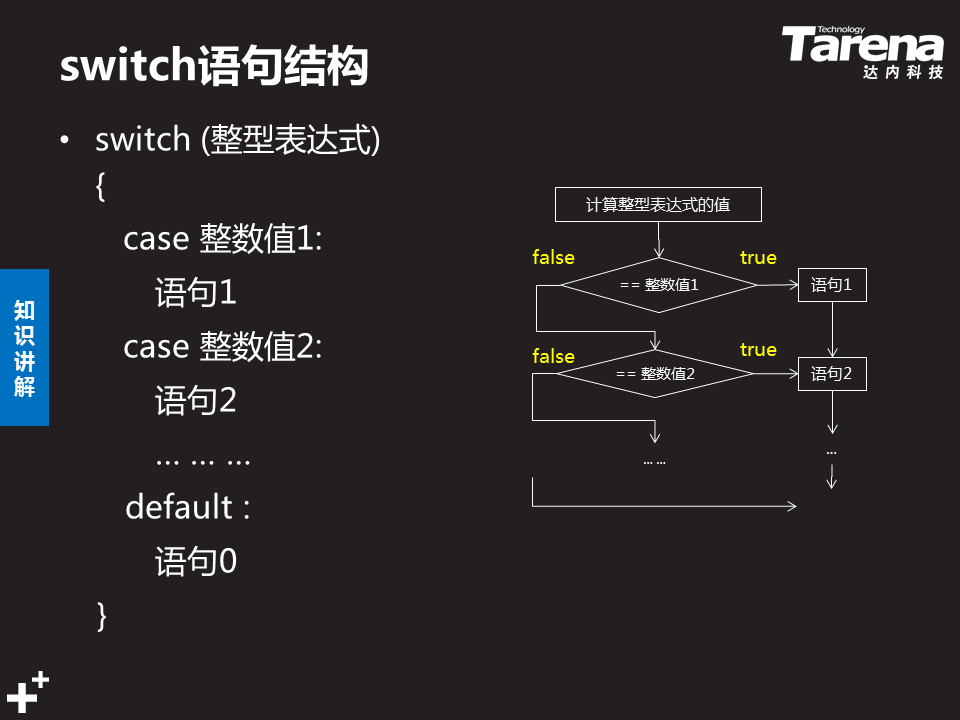 switch语句结构
Technology
Tarena
达内科技
• switch (整型表达式)
{
case 整数值1:
语句1
case 整数值2:
语句2
… … …
default :
语句0
}
知识讲解
计算整型表达式的值
false
true
== 整数值1
语句1
false
true
== 整数值2
语句2
... ...
...